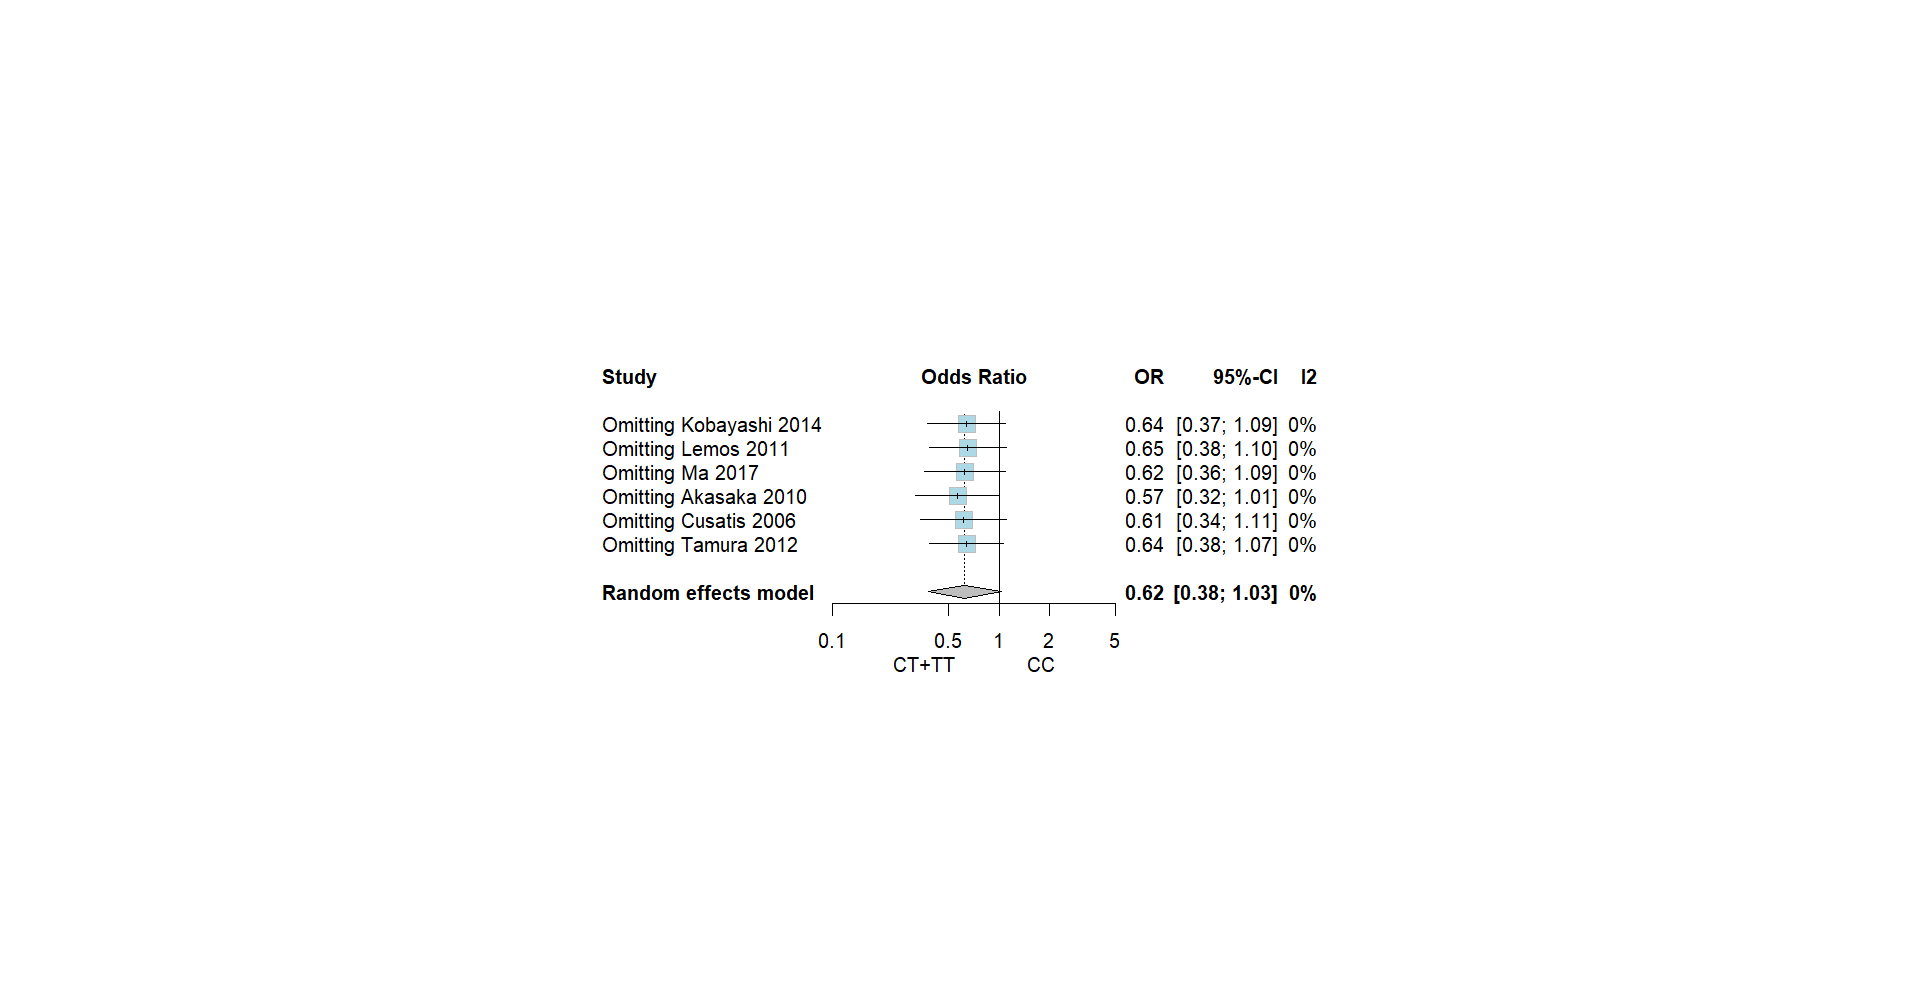 Study Odds Ratio OR 95%-CI I2
Omitting Kobayashi 2014 0.64 [0.37; 1.09] 0%
Omitting Lemos 2011 0.65 [0.38; 1.10] 0%
Omitting Ma 2017 0.62 [0.36; 1.09] 0%
Omitting Akasaka 2010 0.57 [0.32; 1.01] 0%
Omitting Cusatis 2006 0.61 [0.34; 1.11] 0%
Omitting Tamura 2012 0.64 [0.38; 1.07] 0%
Random effects model 0.62 [0.38; 1.03] 0%
0.1 0.5 1 2 5
CT+TT CC